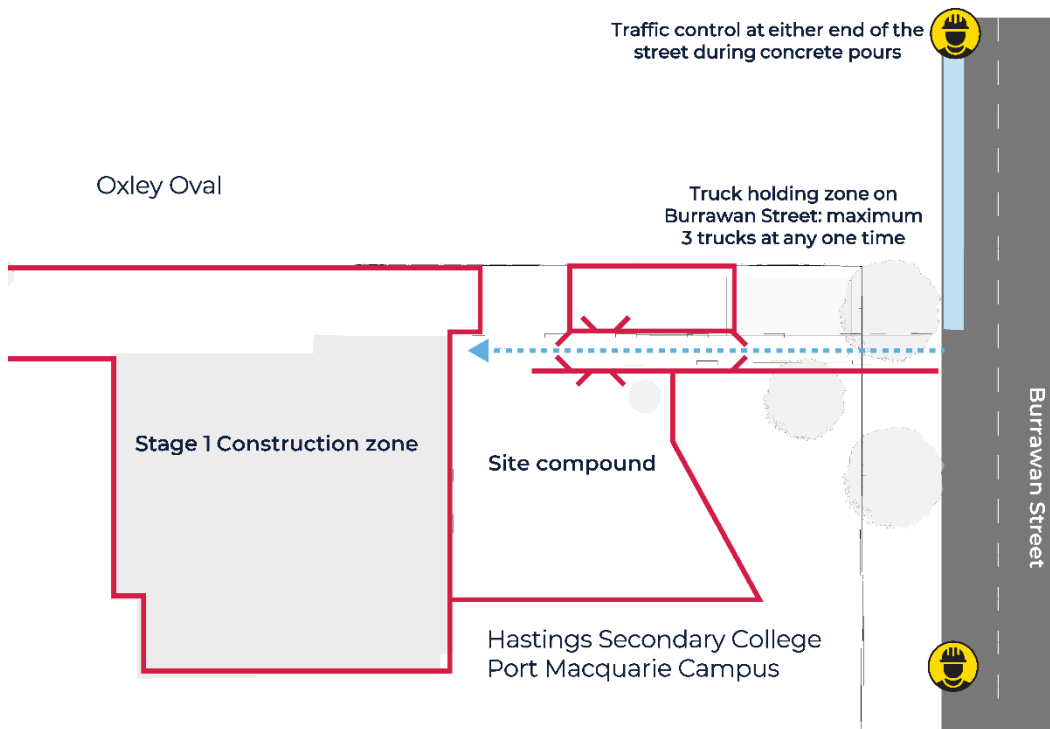 Traffic control at either end of the
street during concrete pours
Oxley Oval
Truck holding zone on
Burrawan Street: maximum
3 trucks at any one time
Burrawan Street
Stage 1 Construction zone
Site compound
Hastings Secondary College
Port Macquarie Campus